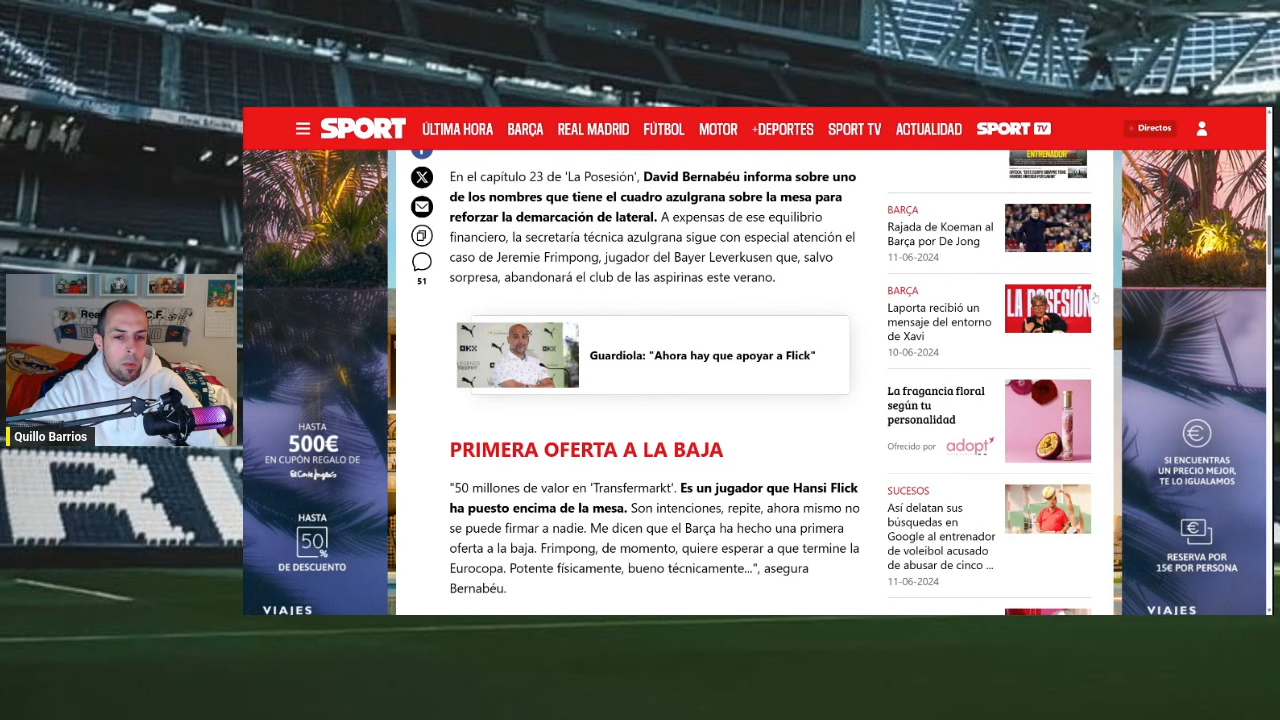 SPORT
ÚLTIMA HORA
BARÇA
REAL MADRID
FÚTBOL
MOTOR
+DEPORTES
SPORT TV
ACTUALIDAD
SPORT TV
Directos
51
En el capítulo 23 de 'La Posesión', David Bernabéu informa sobre uno
de los nombres que tiene el cuadro azulgrana sobre la mesa para
reforzar la demarcación de lateral. A expensas de ese equilibrio
financiero, la secretaría técnica azulgrana sigue con especial atención el
caso de Jeremie Frimpong, jugador del Bayer Leverkusen que, salvo
sorpresa, abandonará el club de las aspirinas este verano.
Guardiola: "Ahora hay que apoyar a Flick"
PRIMERA OFERTA A LA BAJA
"50 millones de valor en 'Transfermarkt'. Es un jugador que Hansi Flick
ha puesto encima de la mesa. Son intenciones, repite, ahora mismo no
se puede firmar a nadie. Me dicen que el Barça ha hecho una primera
oferta a la baja. Frimpong, de momento, quiere esperar a que termine la
Eurocopa. Potente físicamente, bueno técnicamente...", asegura
Bernabéu.
ENTRENADOR
BARÇA
Rajada de Koeman al
Barça por De Jong
11-06-2024
BARÇA
Laporta recibió un
mensaje del entorno
de Xavi
10-06-2024
LA POSESIÓN
La fragancia floral
según tu
personalidad
Ofrecido por
adopt'
SUCESOS
Así delatan sus
búsquedas en
Google al entrenador
de voleibol acusado
de abusar de cinco ...
11-06-2024
HASTA
500€
EN CUPÓN REGALO DE
El Corte Inglés
HASTA
50
%
DE DESCUENTO
VIAJES
€
SI ENCUENTRAS
UN PRECIO MEJOR,
TE LO IGUALAMOS
€
RESERVA POR
15€ POR PERSONA
VIAJES
Quillo Barrios
RI